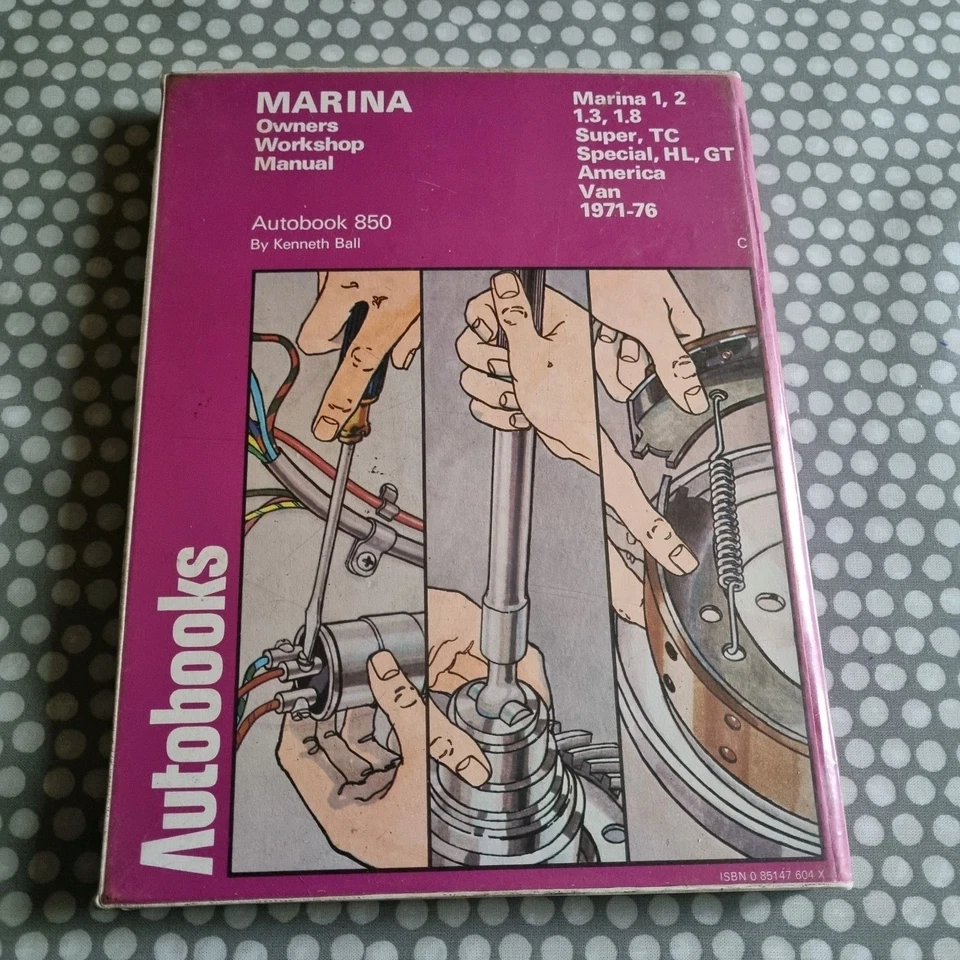 MARINA
Owners
Workshop
Manual
Autobook 850
By Kenneth Ball
Marina 1, 2
1.3, 1.8
Super, TC
Special, HL, GT
America
Van
1971-76
C
Autobooks
ISBN 0 85147 604 X